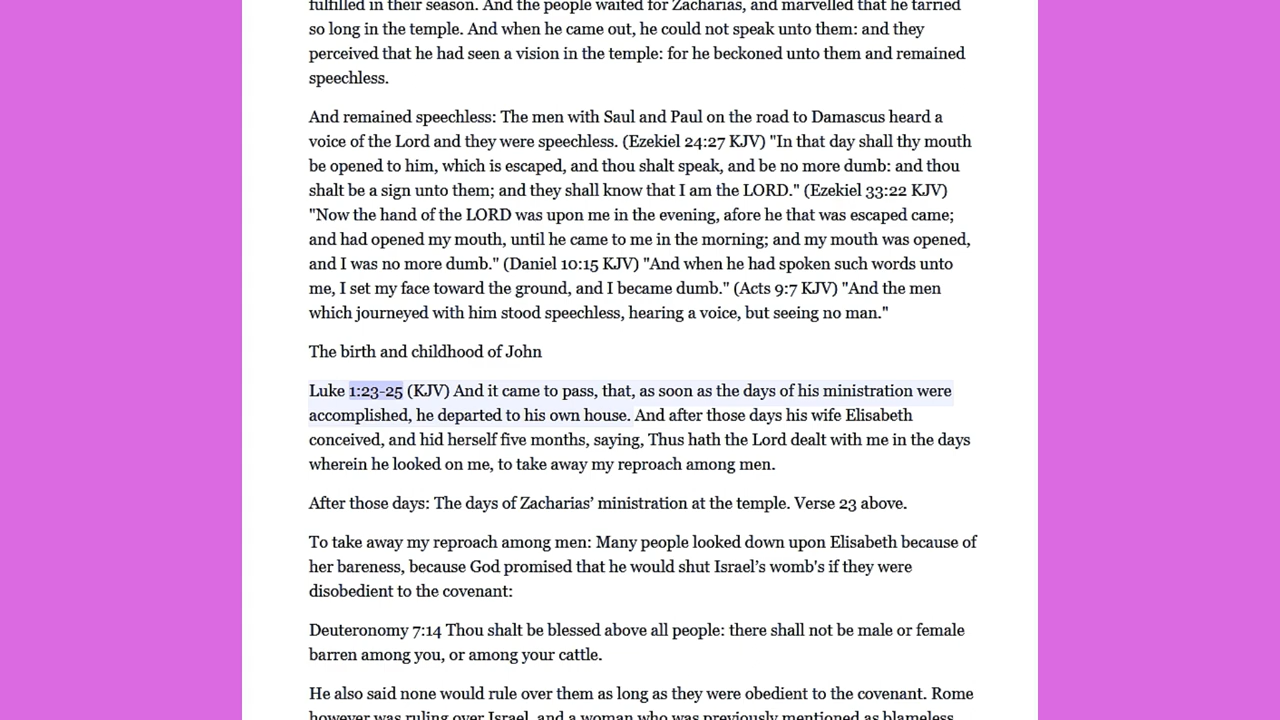 fulfilled in their season. And the people waited for Zacharias, and marvelled that he tarried
so long in the temple. And when he came out, he could not speak unto them: and they
perceived that he had seen a vision in the temple: for he beckoned unto them and remained
speechless.
And remained speechless: The men with Saul and Paul on the road to Damascus heard a
voice of the Lord and they were speechless. (Ezekiel 24:27 KJV) "In that day shall thy mouth
be opened to him, which is escaped, and thou shalt speak, and be no more dumb: and thou
shalt be a sign unto them; and they shall know that I am the LORD." (Ezekiel 33:22 KJV)
"Now the hand of the LORD was upon me in the evening, afore he that was escaped came;
and had opened my mouth, until he came to me in the morning; and my mouth was opened,
and I was no more dumb." (Daniel 10:15 KJV) "And when he had spoken such words unto
me, I set my face toward the ground, and I became dumb." (Acts 9:7 KJV) "And the men
which journeyed with him stood speechless, hearing a voice, but seeing no man."
The birth and childhood of John
Luke 1:23-25 (KJV) And it came to pass, that, as soon as the days of his ministration were
accomplished, he departed to his own house. And after those days his wife Elisabeth
conceived, and hid herself five months, saying, Thus hath the Lord dealt with me in the days
wherein he looked on me, to take away my reproach among men.
After those days: The days of Zacharias’ ministration at the temple. Verse 23 above.
To take away my reproach among men: Many people looked down upon Elisabeth because of
her bareness, because God promised that he would shut Israel’s womb's if they were
disobedient to the covenant:
Deuteronomy 7:14 Thou shalt be blessed above all people: there shall not be male or female
barren among you, or among your cattle.
He also said none would rule over them as long as they were obedient to the covenant. Rome
however was ruling over Israel, and a woman who was previously mentioned as blameless